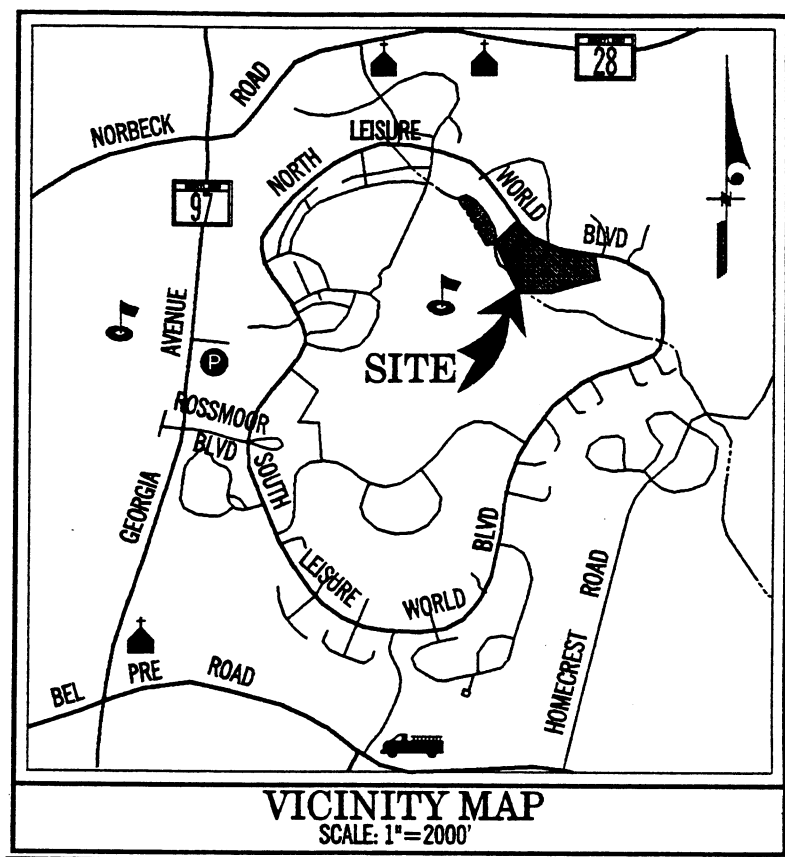 28
NORBECK ROAD
NORTH LEISURE WORLD BLVD
97
GEORGIA AVENUE
P
SITE
ROSSMOOR BLVD
SOUTH LEISURE WORLD BLVD
HOMECREST ROAD
BEL PRE ROAD
VICINITY MAP
SCALE: 1"=2000'